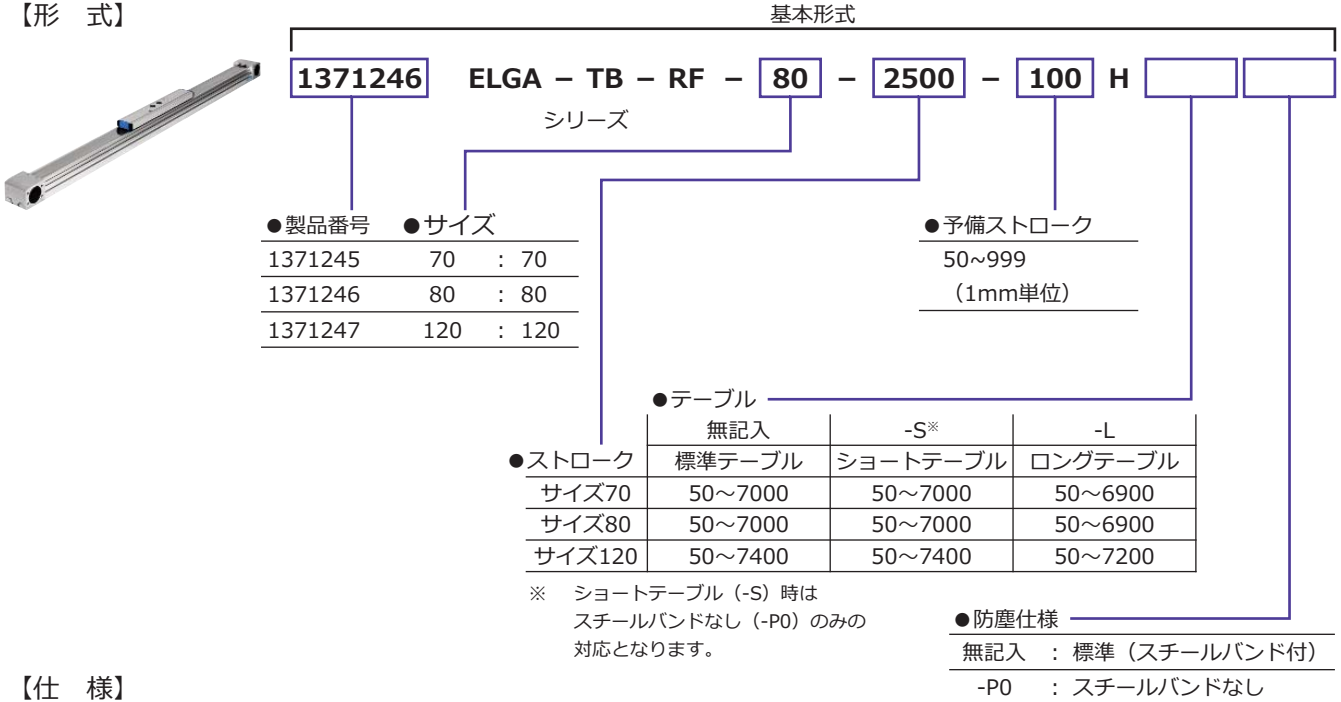 【形　式】
基本形式
1371246 ELGA － TB － RF － 80 － 2500 － 100 H
シリーズ
●製品番号 ●サイズ
1371245 70 : 70
1371246 80 : 80
1371247 120 : 120
●予備ストローク
50~999
（1mm単位）
●テーブル
無記入 -S※ -L
●ストローク 標準テーブル ショートテーブル ロングテーブル
サイズ70 50～7000 50～7000 50～6900
サイズ80 50～7000 50～7000 50～6900
サイズ120 50～7400 50～7400 50～7200
※　ショートテーブル（-S）時は
スチールバンドなし（-P0）のみの
対応となります。
●防塵仕様
無記入 : 標準（スチールバンド付）
-P0 : スチールバンドなし
【仕　様】